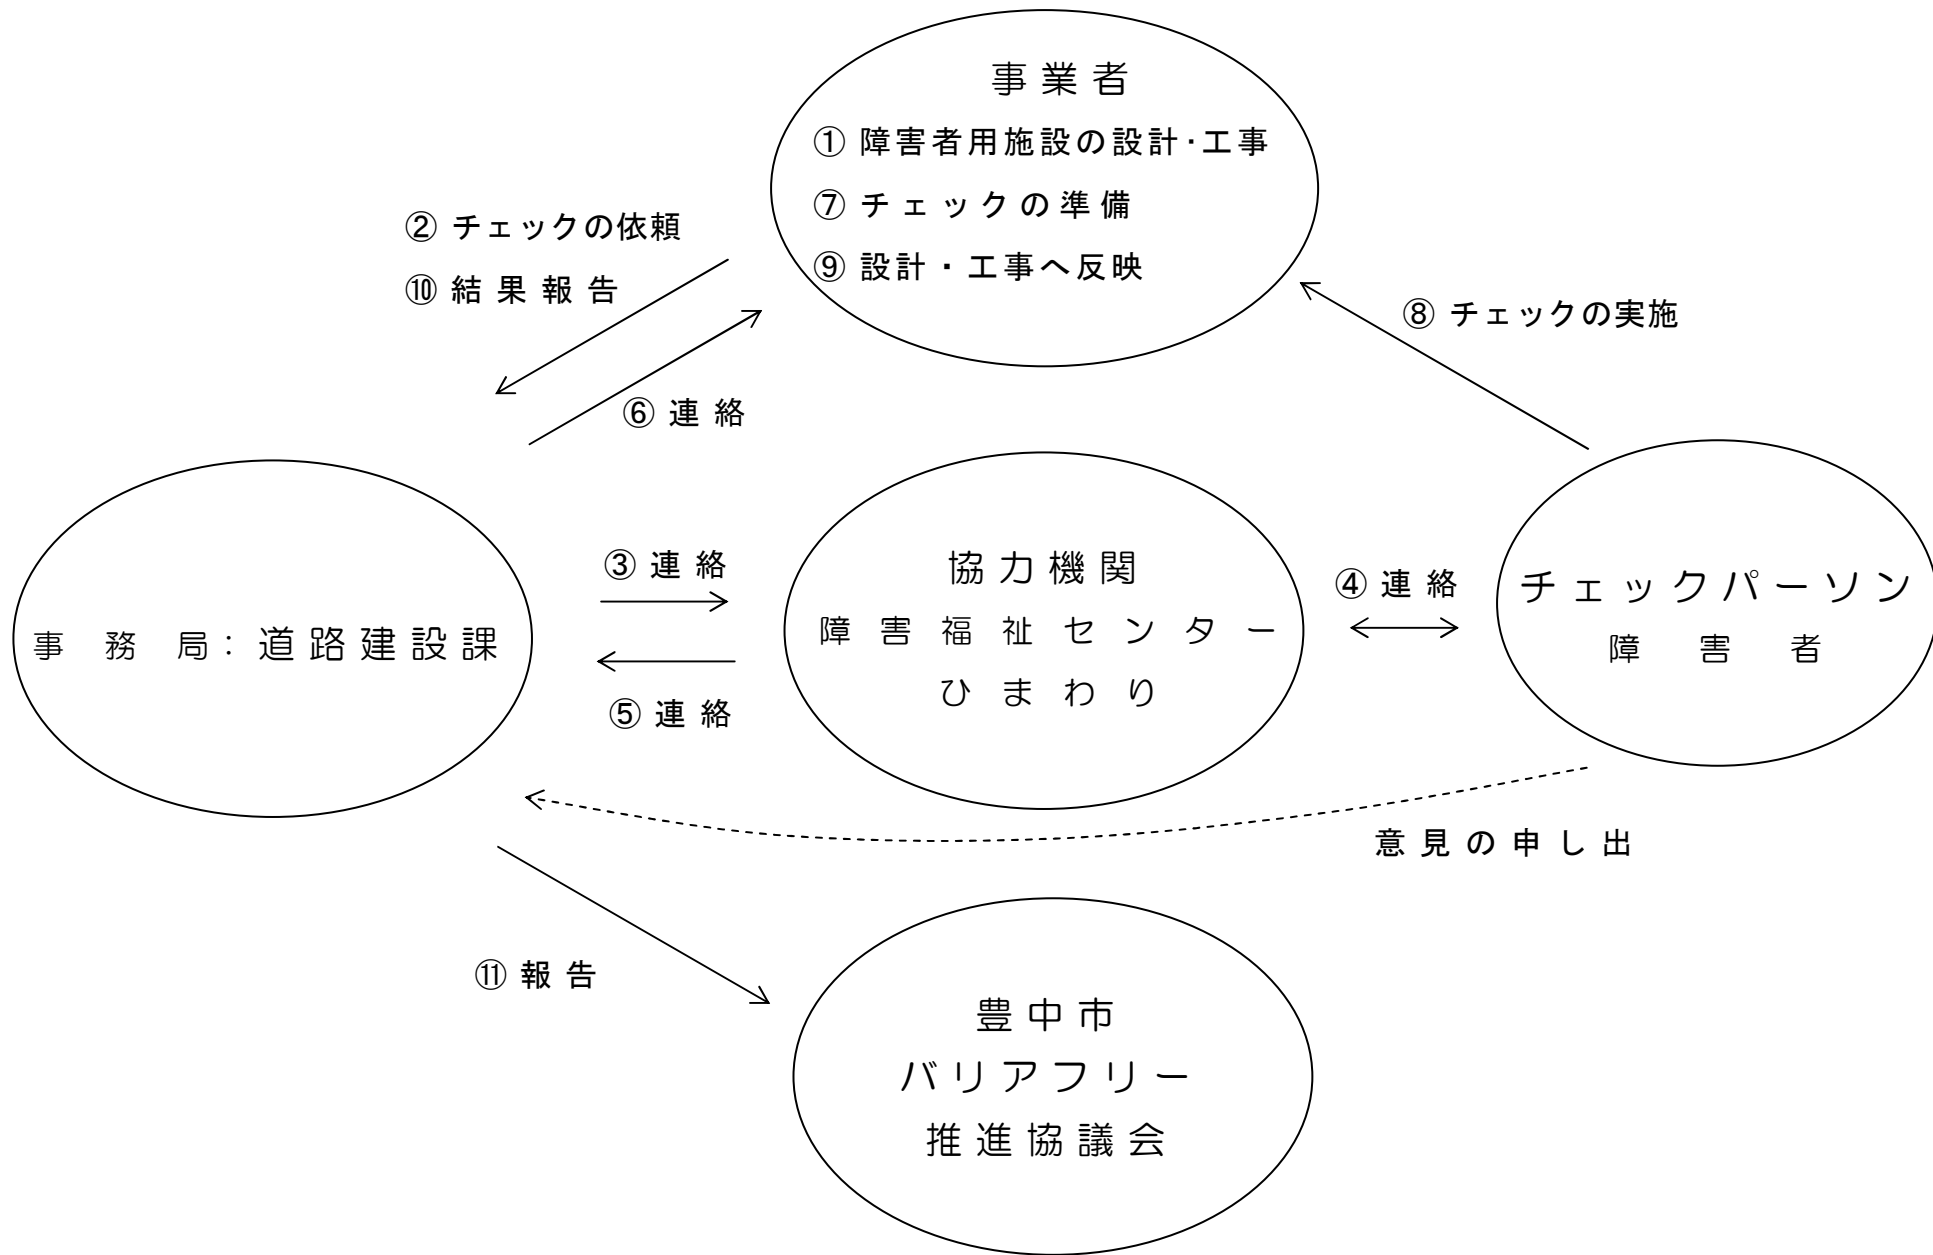 事業者
① 障害者用施設の設計・工事
⑦ チェックの準備
⑨ 設計・工事へ反映
② チェックの依頼
⑩ 結果報告
⑧ チェックの実施
⑥ 連絡
③ 連絡
協力機関
障害福祉センター
ひまわり
④ 連絡
チェックパーソン
障害者
事務局：道路建設課
⑤ 連絡
意見の申し出
⑪ 報告
豊中市
バリアフリー
推進協議会